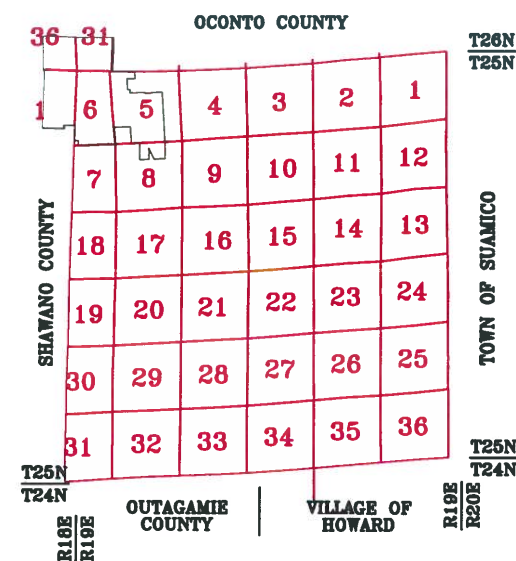 OCONTO COUNTY
36 31
T26N
T25N
1 6 5 4 3 2 1
7 8 9 10 11 12
18 17 16 15 14 13
19 20 21 22 23 24
30 29 28 27 26 25
31 32 33 34 35 36
SHAWANO COUNTY
TOWN OF SUAMICO
T25N
T24N
T25N
T24N
OUTAGAMIE
COUNTY
VILLAGE OF
HOWARD
R18E
R19E
R19E
R20E